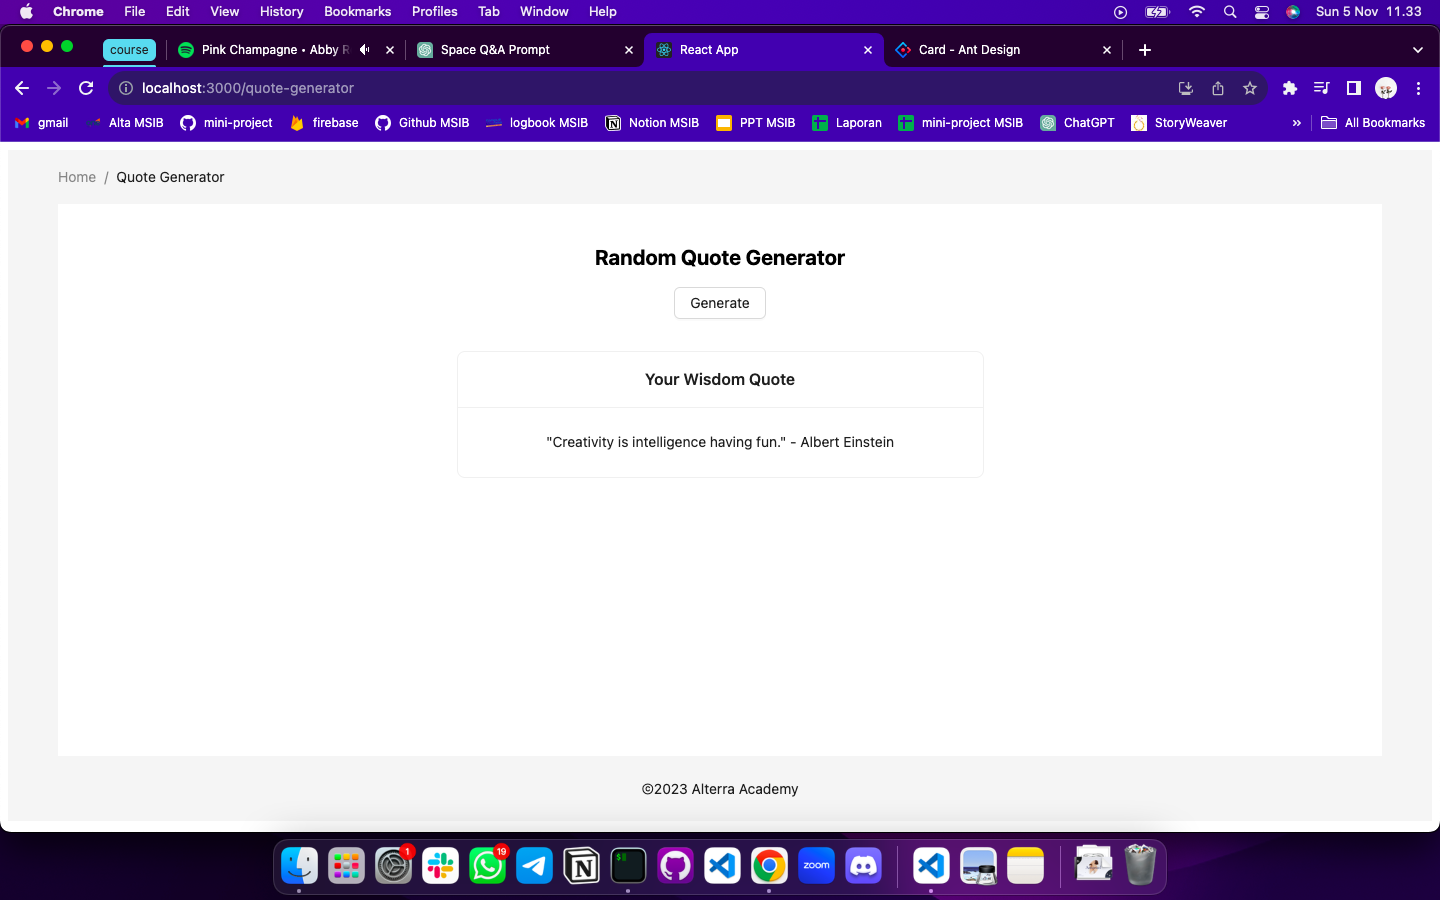 Chrome File Edit View History Bookmarks Profiles Tab Window Help Sun 5 Nov 11.33
course Pink Champagne • Abby R Space Q&A Prompt React App Card - Ant Design
localhost:3000/quote-generator
gmail Alta MSIB mini-project firebase Github MSIB logbook MSIB Notion MSIB PPT MSIB Laporan mini-project MSIB ChatGPT StoryWeaver » All Bookmarks
Home / Quote Generator
Random Quote Generator
Generate
Your Wisdom Quote
"Creativity is intelligence having fun." - Albert Einstein
©2023 Alterra Academy
1 19 $ zoom